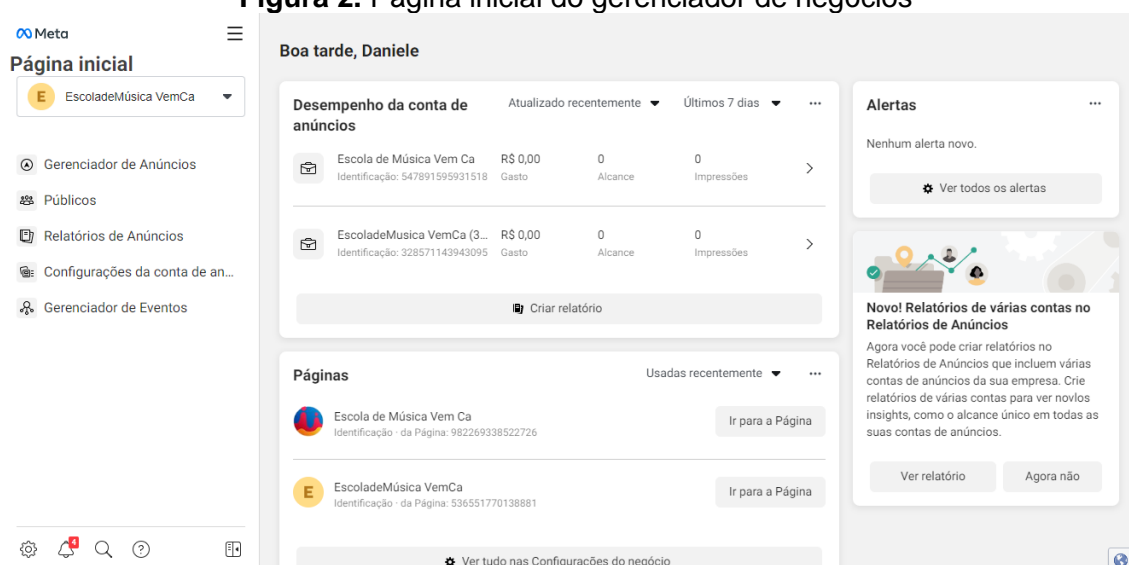 Figura 2. Página inicial do gerenciador de negócios
Meta
Página inicial
E EscoladeMúsica VemCa
Gerenciador de Anúncios
Públicos
Relatórios de Anúncios
Configurações da conta de an...
Gerenciador de Eventos
4
Boa tarde, Daniele
Desempenho da conta de
anúncios
Atualizado recentemente
Últimos 7 dias
Escola de Música Vem Ca R$ 0,00 0 0
Identificação: 547891595931518 Gasto Alcance Impressões
EscoladeMusica VemCa (3... R$ 0,00 0 0
Identificação: 328571143943095 Gasto Alcance Impressões
Criar relatório
Páginas
Usadas recentemente
Escola de Música Vem Ca
Identificação · da Página: 982269338522726
Ir para a Página
E EscoladeMúsica VemCa
Identificação · da Página: 536551770138881
Ir para a Página
Ver tudo nas Configurações do negócio
Alertas
Nenhum alerta novo.
Ver todos os alertas
Novo! Relatórios de várias contas no
Relatórios de Anúncios
Agora você pode criar relatórios no
Relatórios de Anúncios que incluem várias
contas de anúncios da sua empresa. Crie
relatórios de várias contas para ver novlos
insights, como o alcance único em todas as
suas contas de anúncios.
Ver relatório Agora não